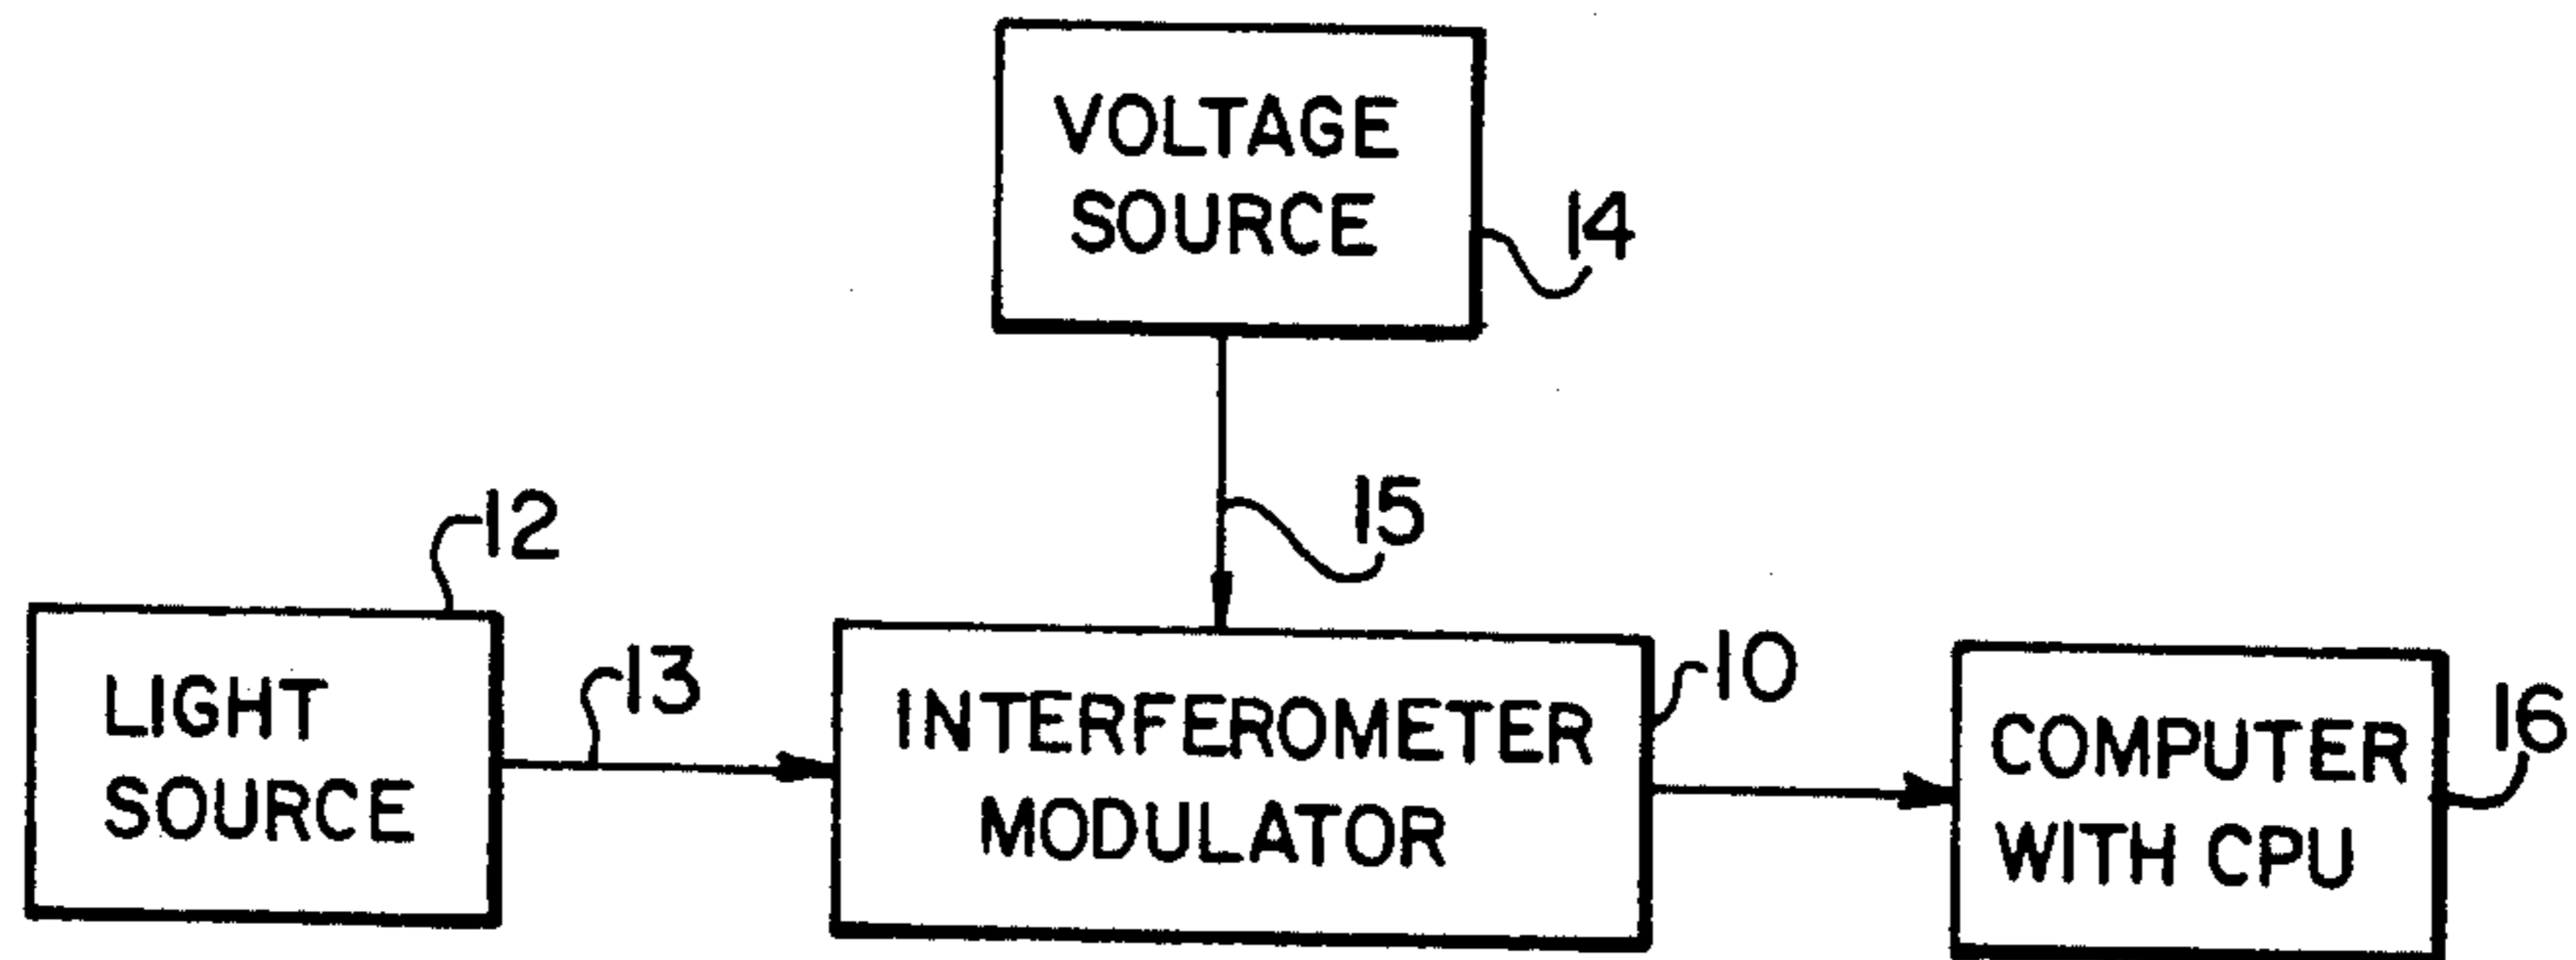 VOLTAGE
SOURCE
14
15
12
LIGHT
SOURCE
13
INTERFEROMETER
MODULATOR
10
COMPUTER
WITH CPU
16